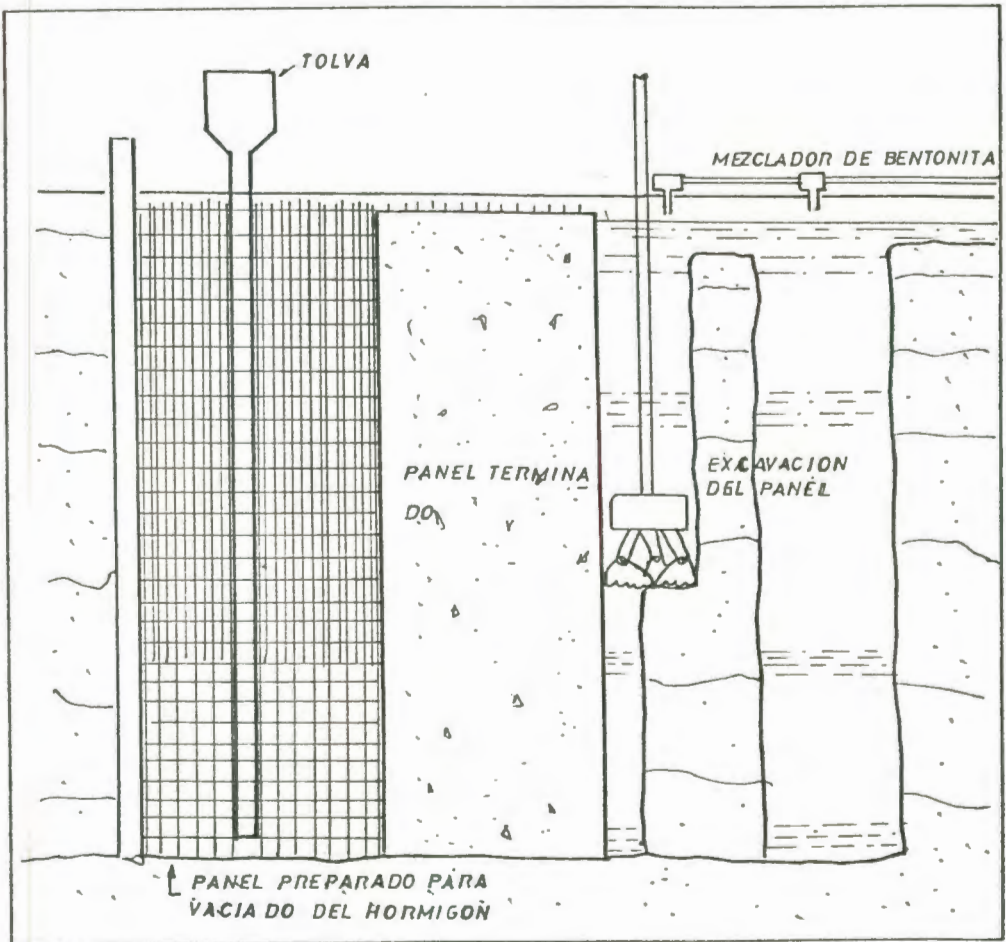 TOLVA
MEZCLADOR DE BENTONITA
PANEL TERMINA
DO
EXCAVACION
DEL PANEL
PANEL PREPARADO PARA
VACIADO DEL HORMIGON